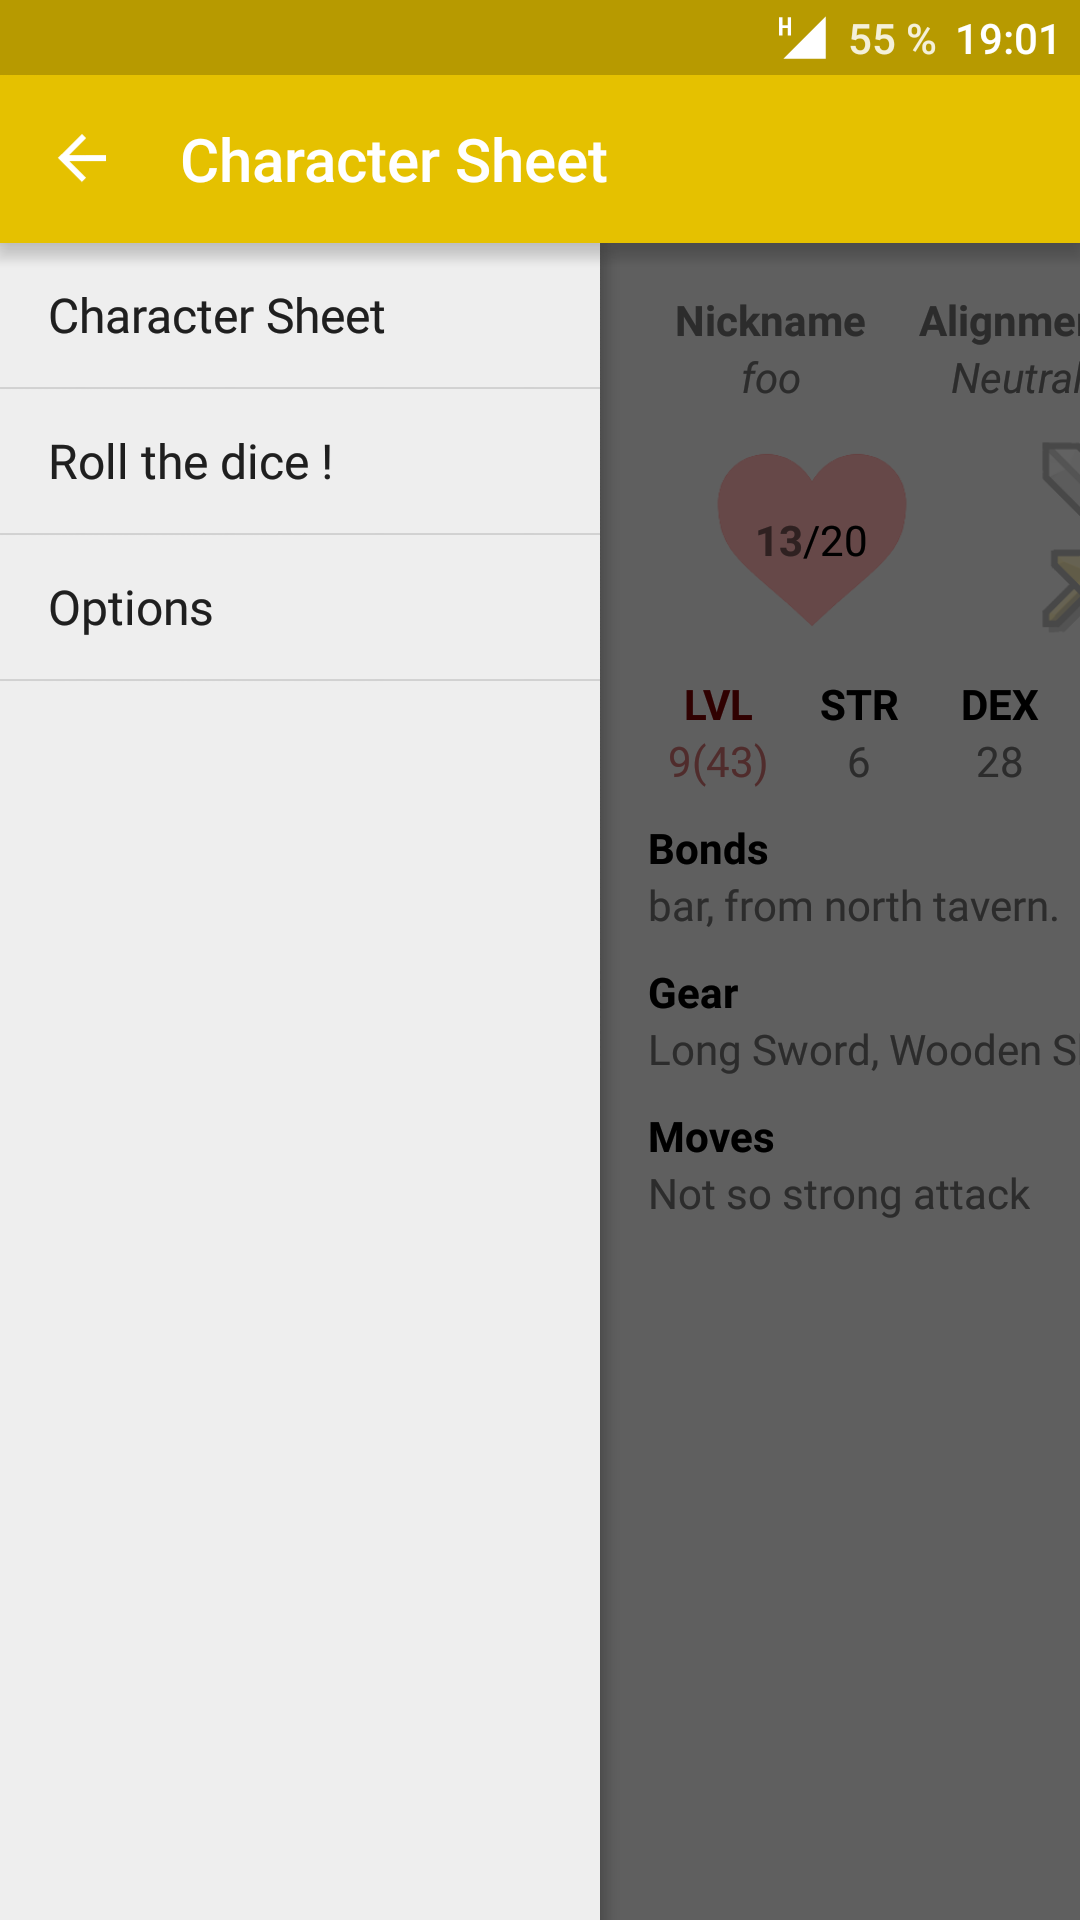 H 55 % 19:01
Character Sheet
Character Sheet
Roll the dice !
Options
Nickname Alignme
foo Neutral
13/20
LVL STR DEX
9(43) 6 28
Bonds
bar, from north tavern.
Gear
Long Sword, Wooden S
Moves
Not so strong attack